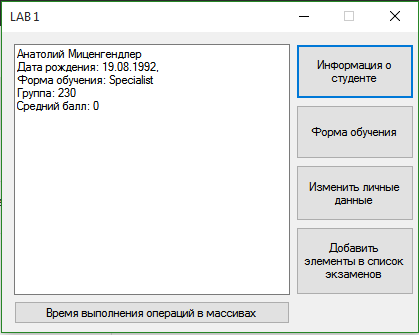 LAB 1
Анатолий Миценгендлер
Дата рождения: 19.08.1992,
Форма обучения: Specialist
Группа: 230
Средний балл: 0
Информация о
студенте
Форма обучения
Изменить личные
данные
Добавить
элементы в список
экзаменов
Время выполнения операций в массивах